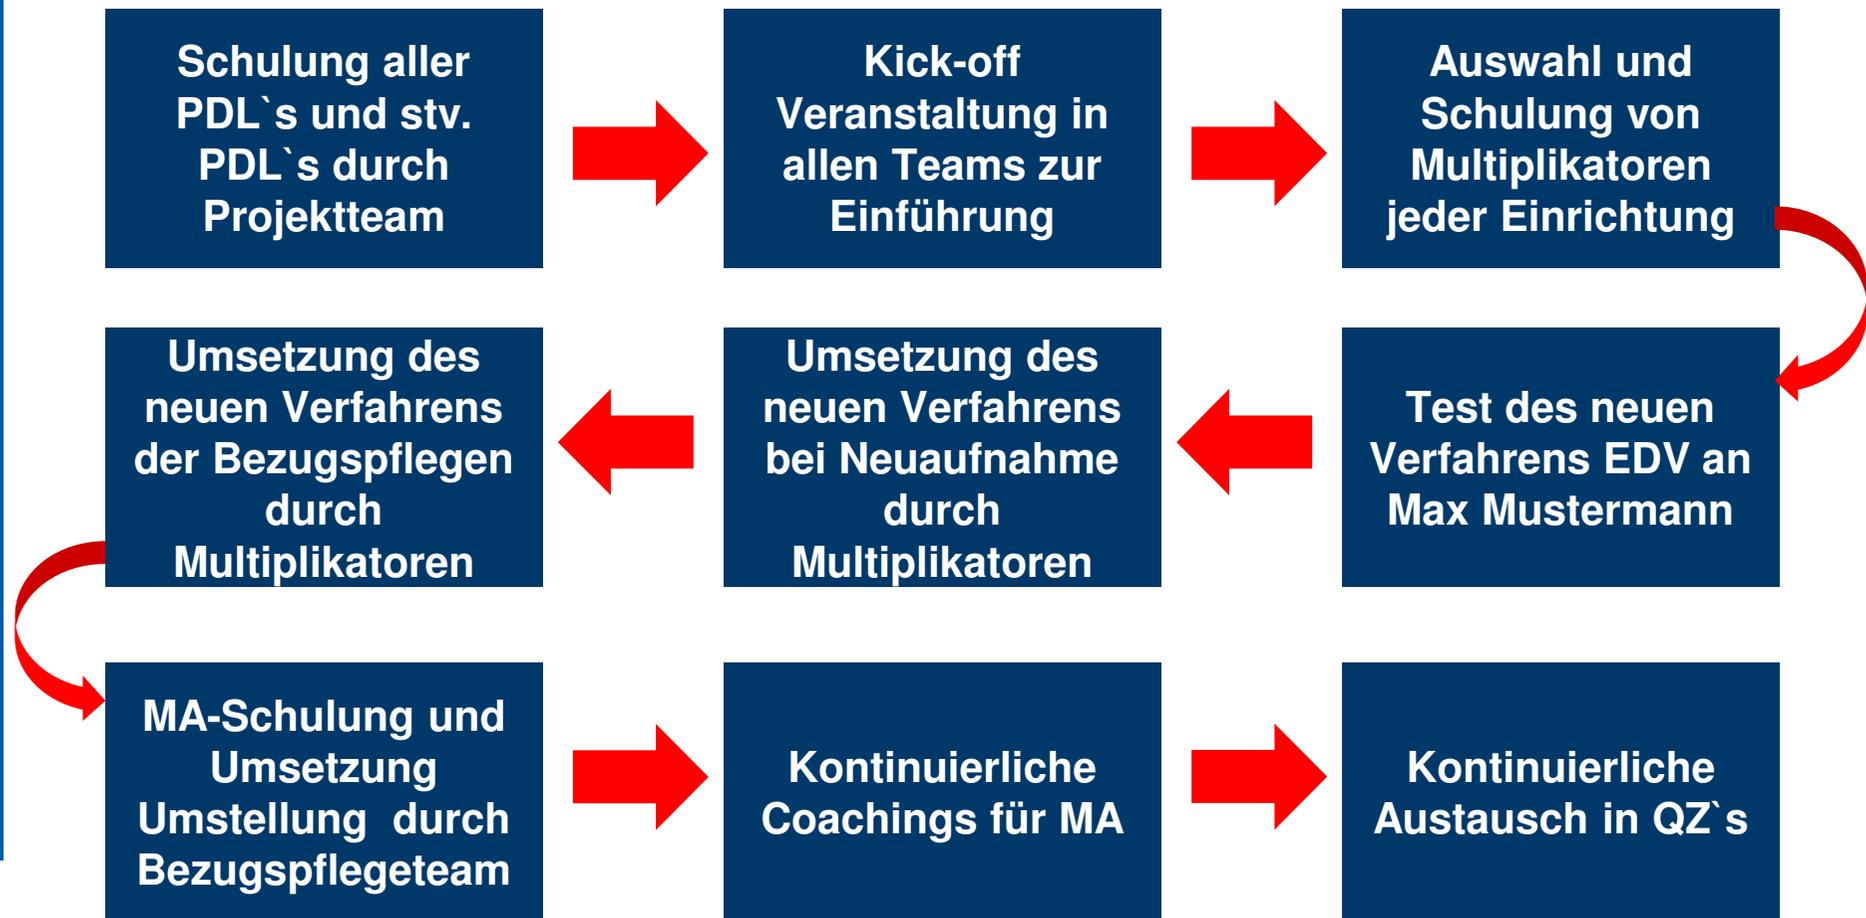 Schulung aller
PDL`s und stv.
PDL`s durch
Projektteam
Kick-off
Veranstaltung in
allen Teams zur
Einführung
Auswahl und
Schulung von
Multiplikatoren
jeder Einrichtung
Test des neuen
Verfahrens EDV an
Max Mustermann
Umsetzung des
neuen Verfahrens
bei Neuaufnahme
durch
Multiplikatoren
Umsetzung des
neuen Verfahrens
der Bezugspflegen
durch
Multiplikatoren
MA-Schulung und
Umsetzung
Umstellung  durch
Bezugspflegeteam
Kontinuierliche
Coachings für MA
Kontinuierliche
Austausch in QZ`s